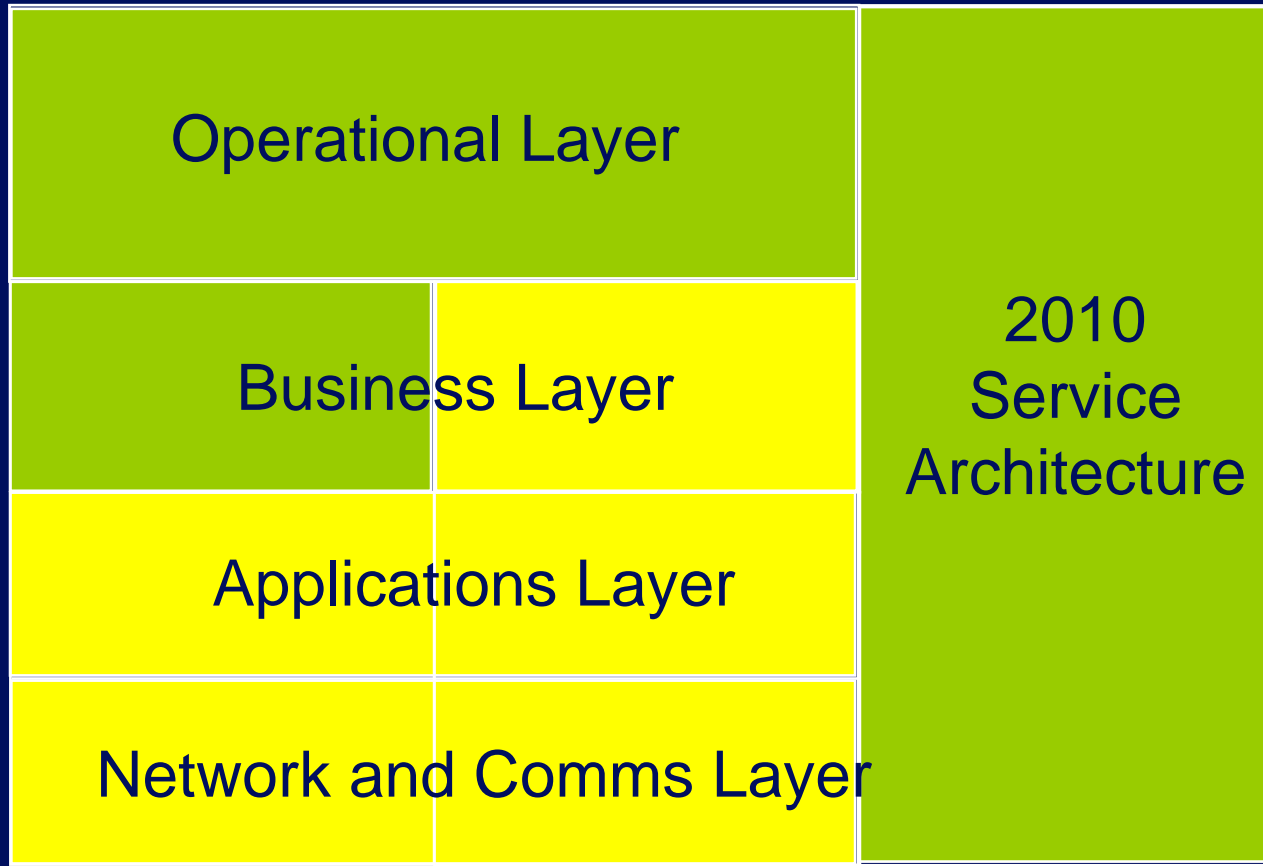 Operational Layer
Business Layer
Applications Layer
Network and Comms Layer
2010
Service
Architecture